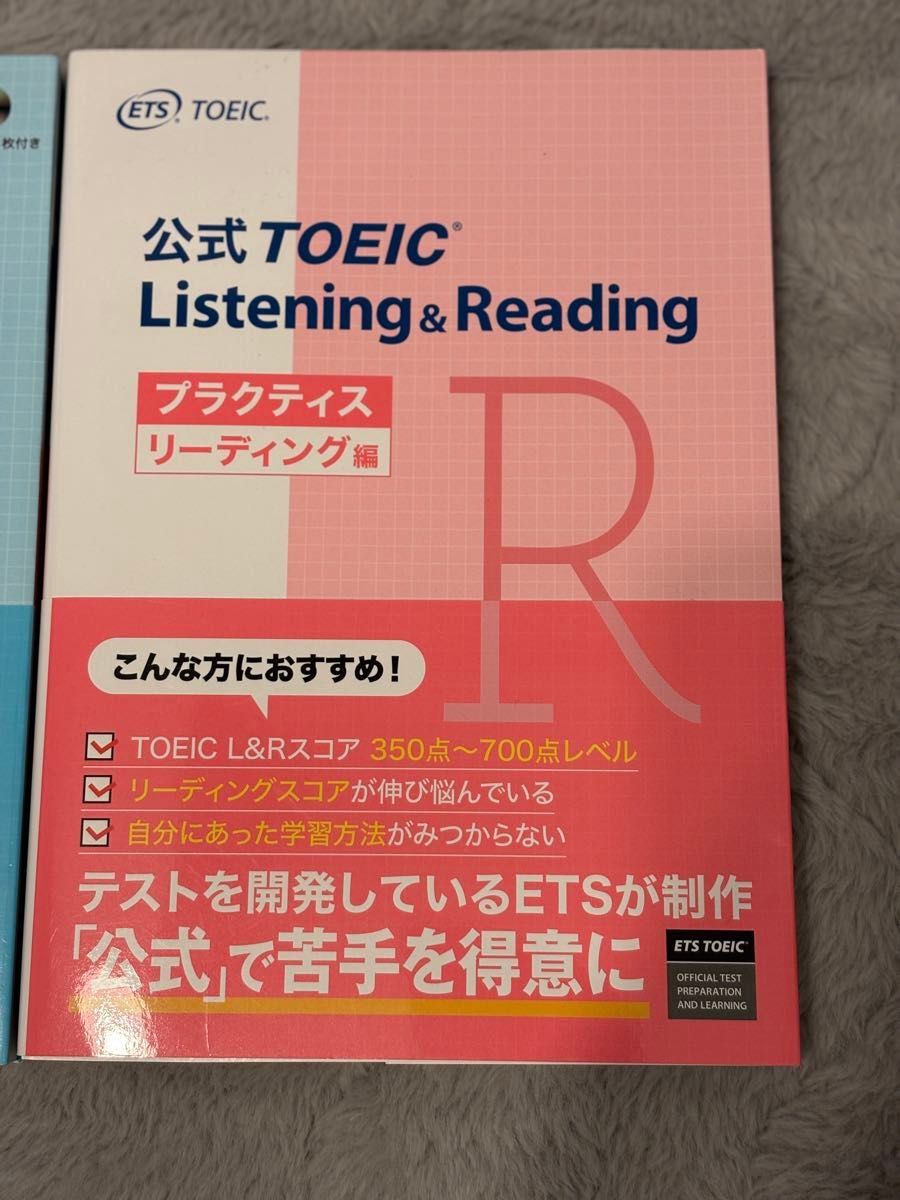 枚付き
ETS® TOEIC®
公式 TOEIC®
Listening & Reading
プラクティス
リーディング編
R
こんな方におすすめ!
TOEIC L&Rスコア 350点〜700点レベル
リーディングスコアが伸び悩んでいる
自分にあった学習方法がみつからない
テストを開発しているETSが制作
「公式」で苦手を得意に
ETS TOEIC®
OFFICIAL TEST
PREPARATION
AND LEARNING